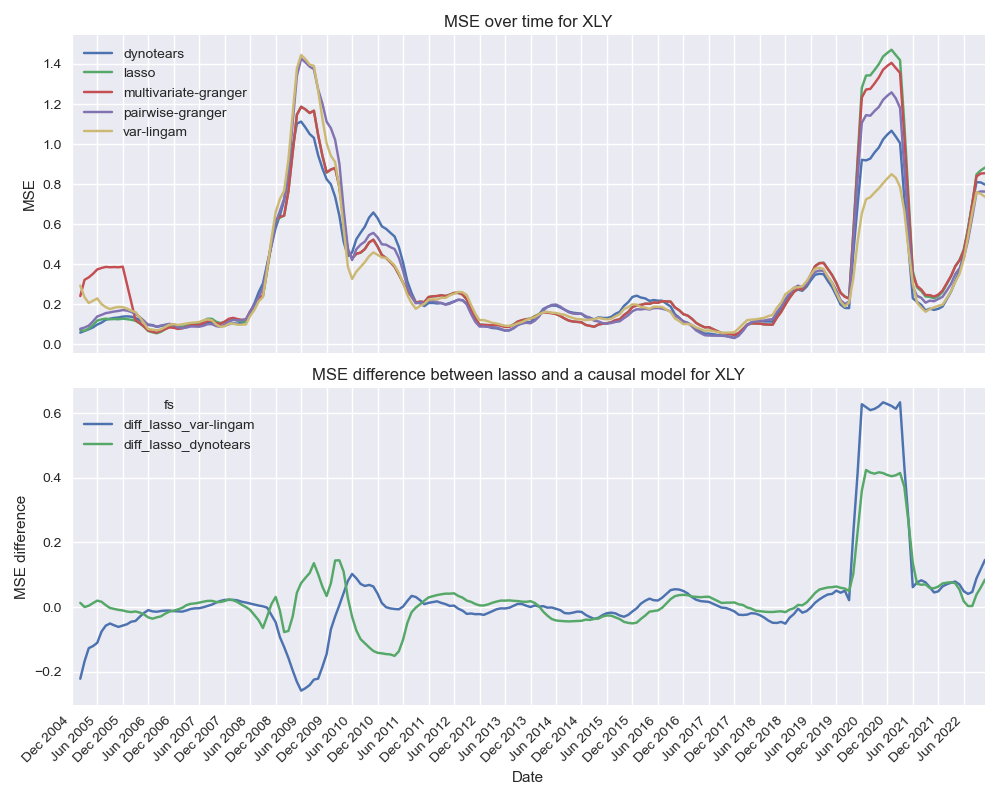 MSE over time for XLY
dynotears
lasso
multivariate-granger
pairwise-granger
var-lingam
1.4
1.2
1.0
0.8
0.6
0.4
0.2
0.0
MSE
MSE difference between lasso and a causal model for XLY
fs
diff_lasso_var-lingam
diff_lasso_dynotears
0.6
0.4
0.2
0.0
−0.2
MSE difference
Dec 2004
Jun 2005
Dec 2005
Jun 2006
Dec 2006
Jun 2007
Dec 2007
Jun 2008
Dec 2008
Jun 2009
Dec 2009
Jun 2010
Dec 2010
Jun 2011
Dec 2011
Jun 2012
Dec 2012
Jun 2013
Dec 2013
Jun 2014
Dec 2014
Jun 2015
Dec 2015
Jun 2016
Dec 2016
Jun 2017
Dec 2017
Jun 2018
Dec 2018
Jun 2019
Dec 2019
Jun 2020
Dec 2020
Jun 2021
Dec 2021
Jun 2022
Date